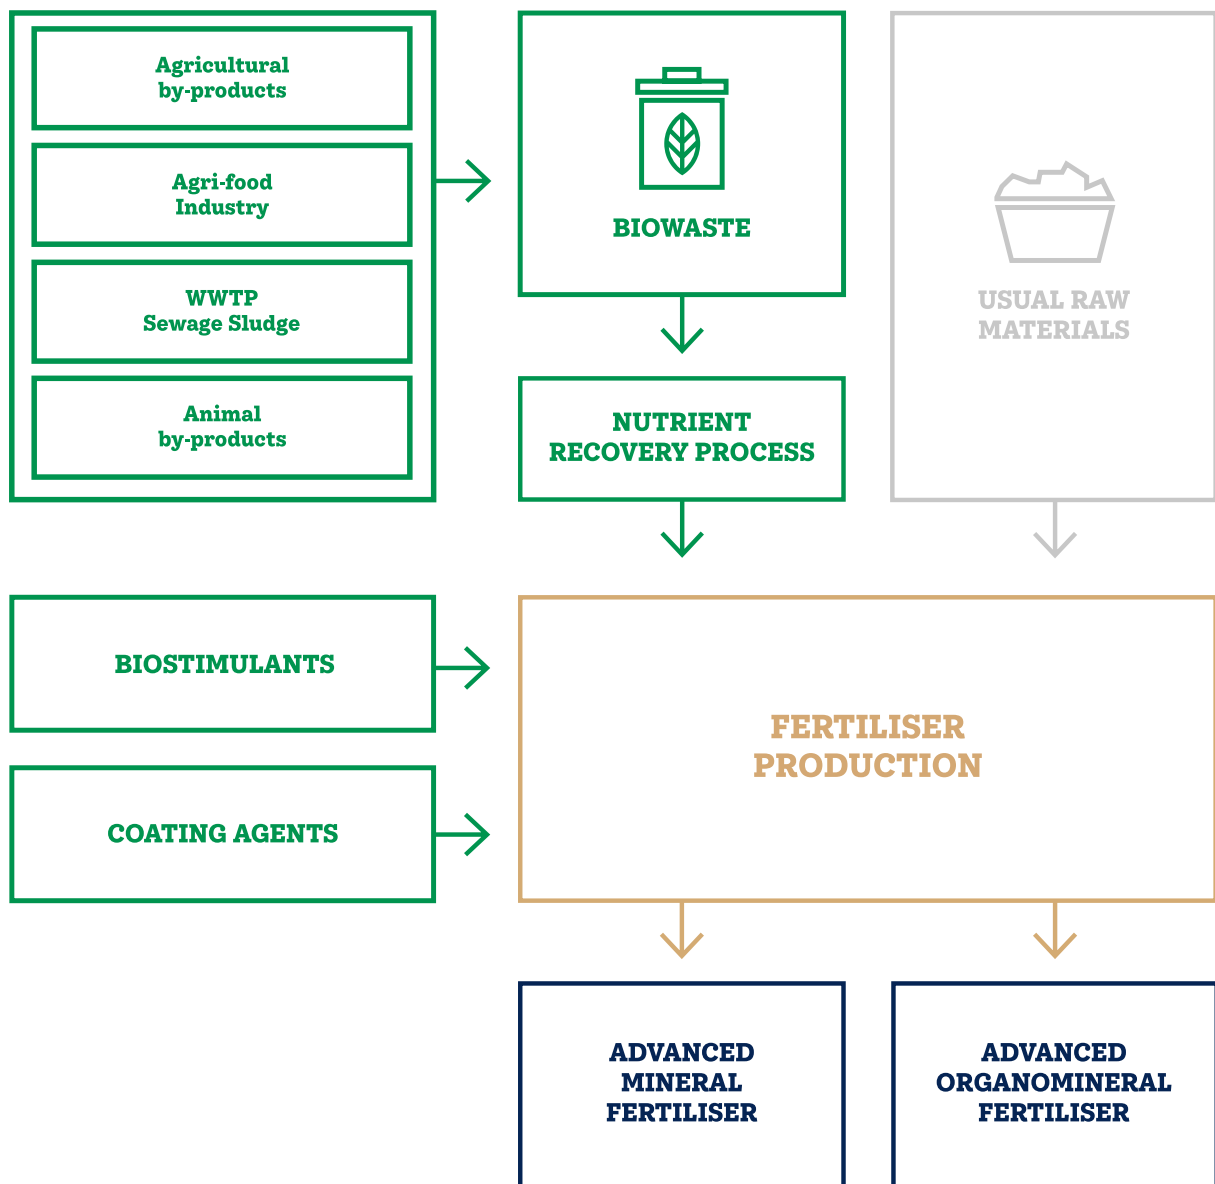 Agricultural
by-products
Agri-food
Industry
WWTP
Sewage Sludge
Animal
by-products
BIOWASTE
NUTRIENT
RECOVERY PROCESS
USUAL RAW
MATERIALS
BIOSTIMULANTS
COATING AGENTS
FERTILISER
PRODUCTION
ADVANCED
MINERAL
FERTILISER
ADVANCED
ORGANOMINERAL
FERTILISER